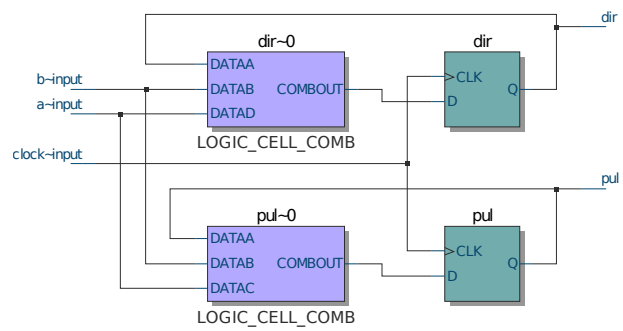 dir
dir~0
dir
DATAA
CLK
b~input
DATAB
COMBOUT
Q
a~input
DATAD
D
LOGIC_CELL_COMB
clock~input
pul
pul~0
pul
DATAA
CLK
DATAB
COMBOUT
Q
DATAC
D
LOGIC_CELL_COMB